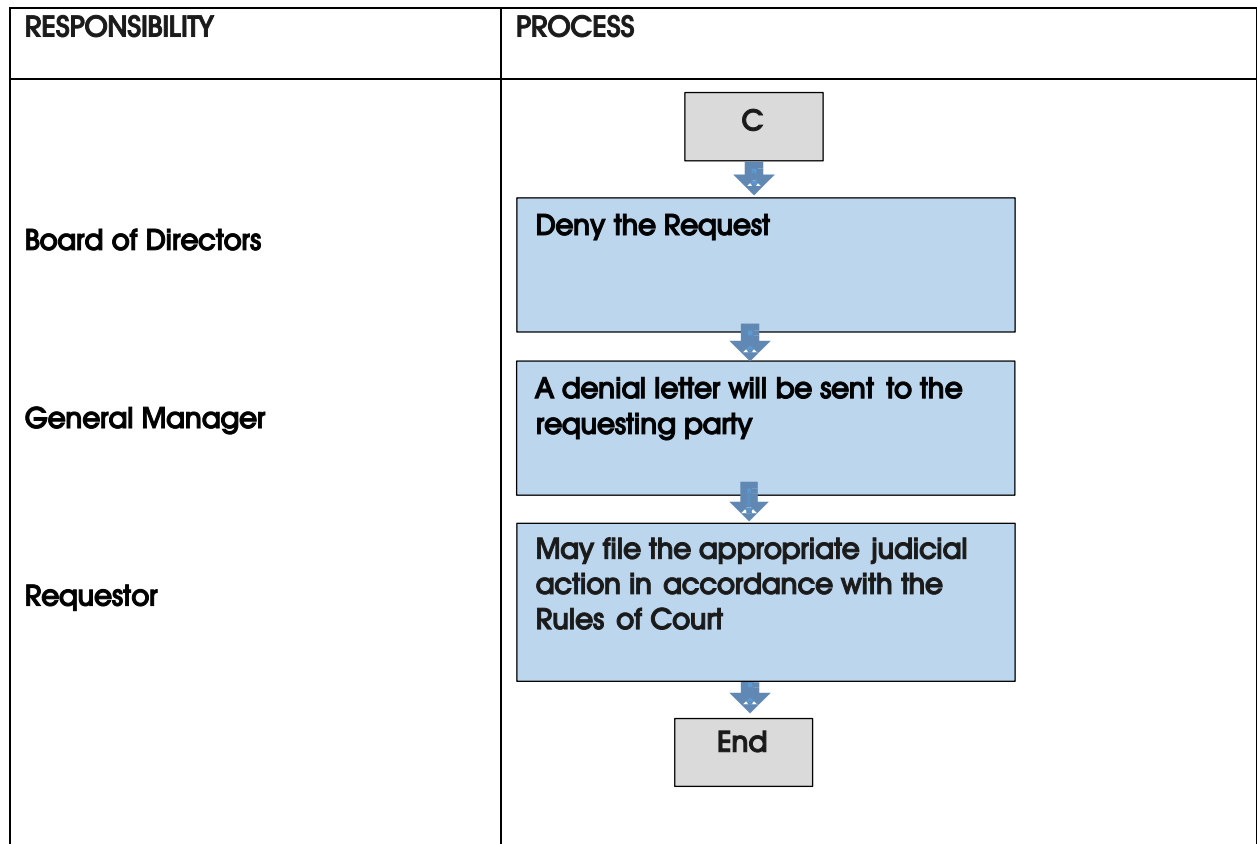 RESPONSIBILITY
PROCESS
C
Board of Directors
Deny the Request
General Manager
A denial letter will be sent to the
requesting party
Requestor
May file the appropriate judicial
action in accordance with the
Rules of Court
End